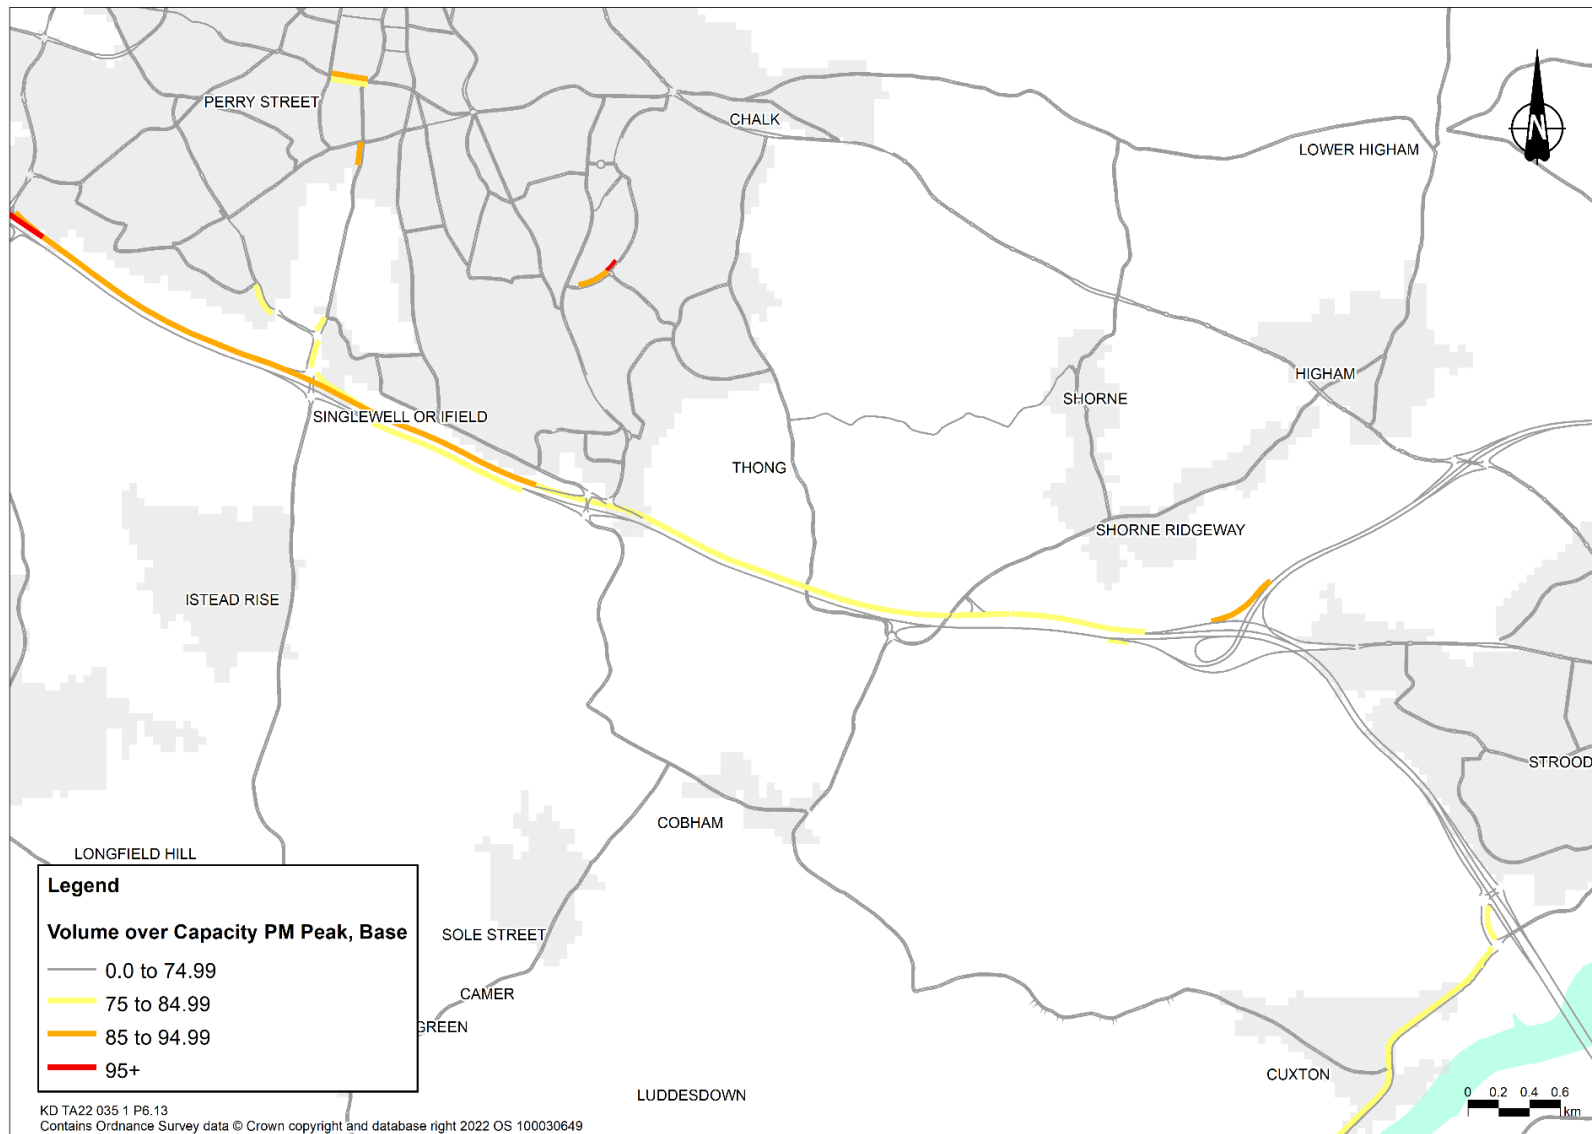 N
PERRY STREET
CHALK
LOWER HIGHAM
HIGHAM
SHORNE
SINGLEWELL OR IFIELD
THONG
SHORNE RIDGEWAY
ISTEAD RISE
STROOD
COBHAM
LONGFIELD HILL
SOLE STREET
CAMER
GREEN
CUXTON
LUDDESDOWN
Legend
Volume over Capacity PM Peak, Base
0.0 to 74.99
75 to 84.99
85 to 94.99
95+
0 0.2 0.4 0.6
km
KD TA22 035 1 P6.13
Contains Ordnance Survey data © Crown copyright and database right 2022 OS 100030649